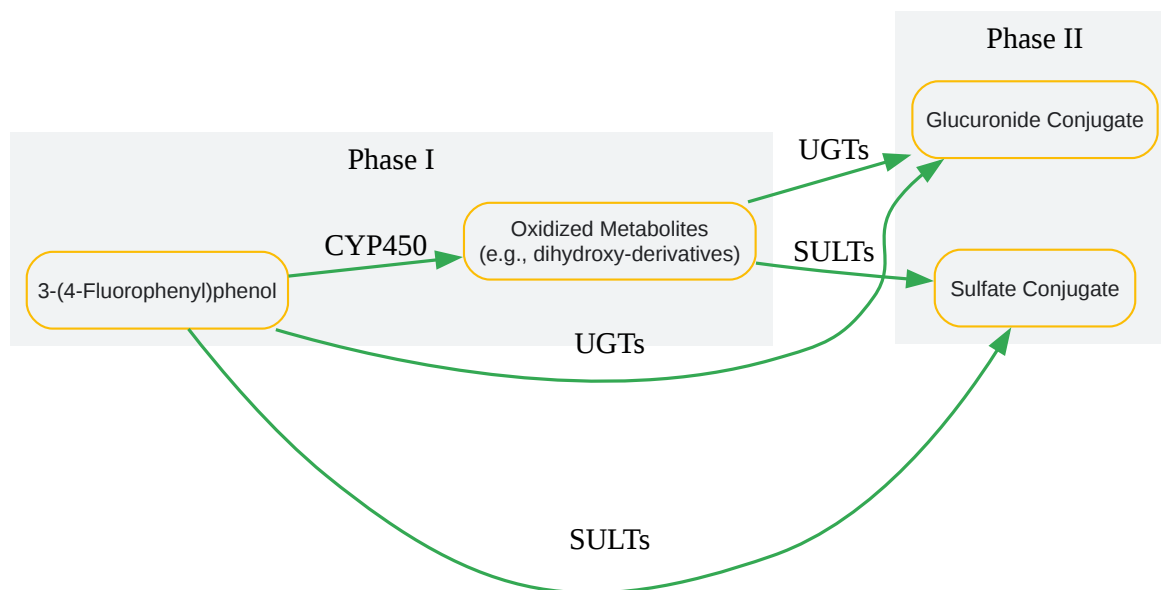 Phase II
Glucuronide Conjugate
UGTs
Phase I
Oxidized Metabolites
(e.g., dihydroxy-derivatives)
CYP450
SULTs
3-(4-Fluorophenyl)phenol
Sulfate Conjugate
UGTs
SULTs